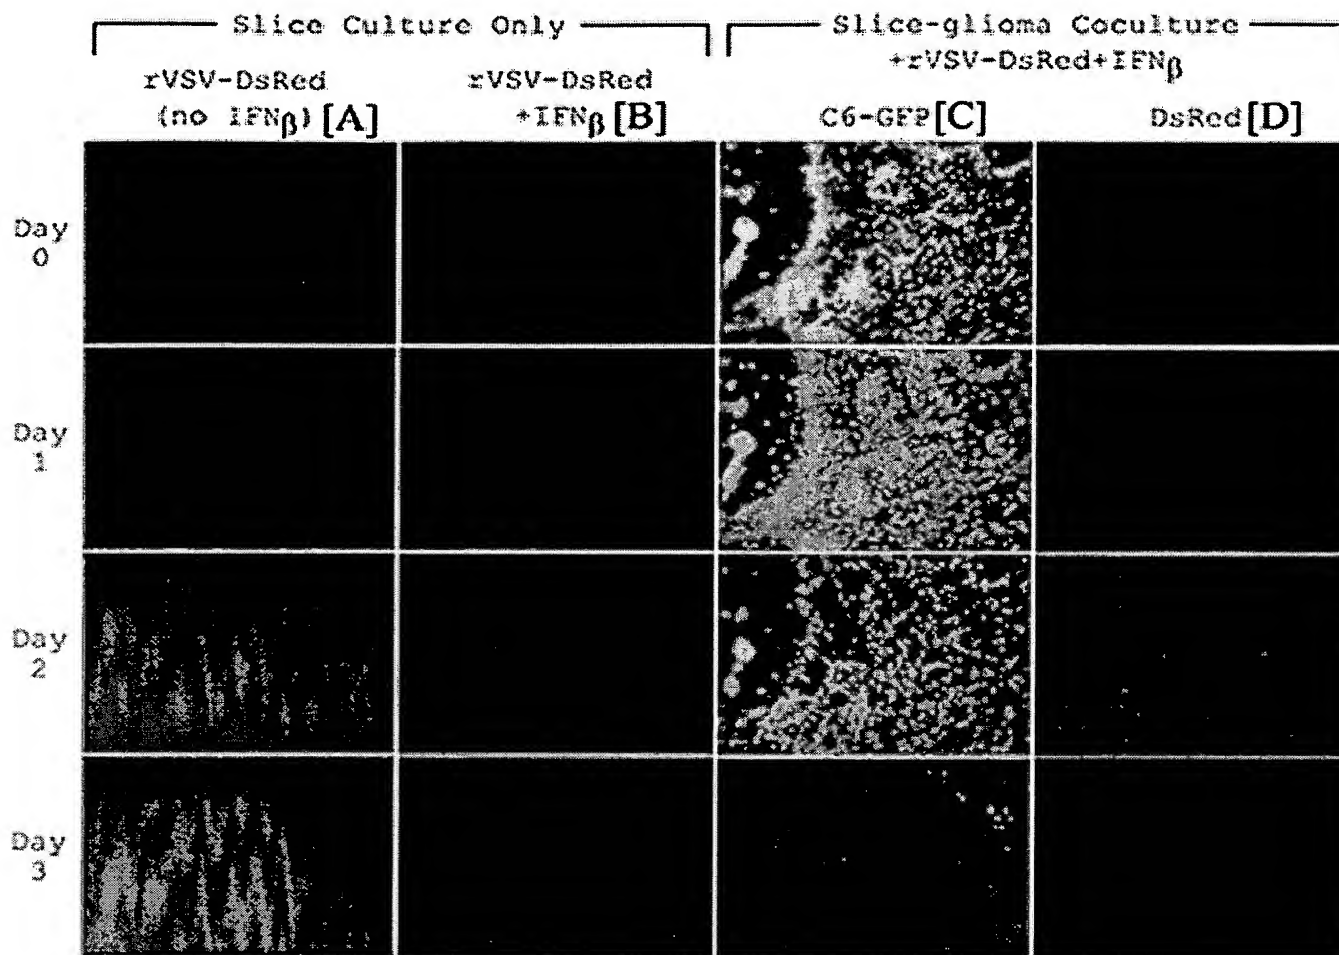 Slice Culture Only
Slice-glioma Coculture
+rVSV-DsRed+IFNβ
rVSV-DsRed
(no IFNβ) [A]
rVSV-DsRed
+IFNβ [B]
C6-GFP [C]
DsRed [D]
Day
0
Day
1
Day
2
Day
3